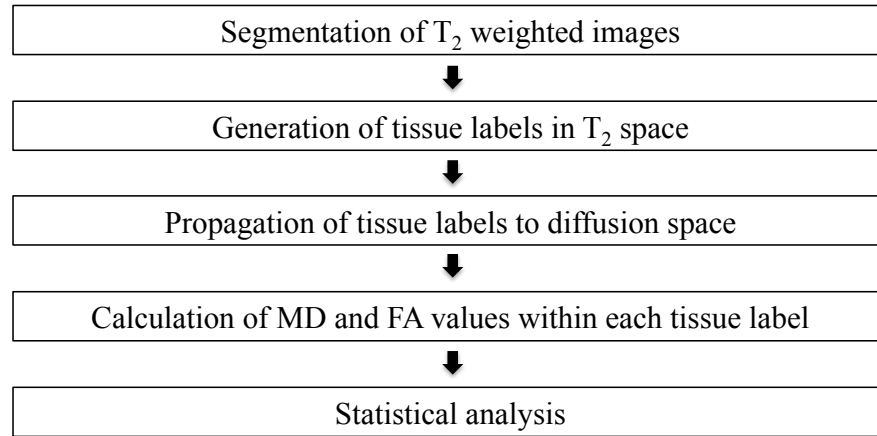 Segmentation of T₂ weighted images
Generation of tissue labels in T₂ space
Propagation of tissue labels to diffusion space
Calculation of MD and FA values within each tissue label
Statistical analysis